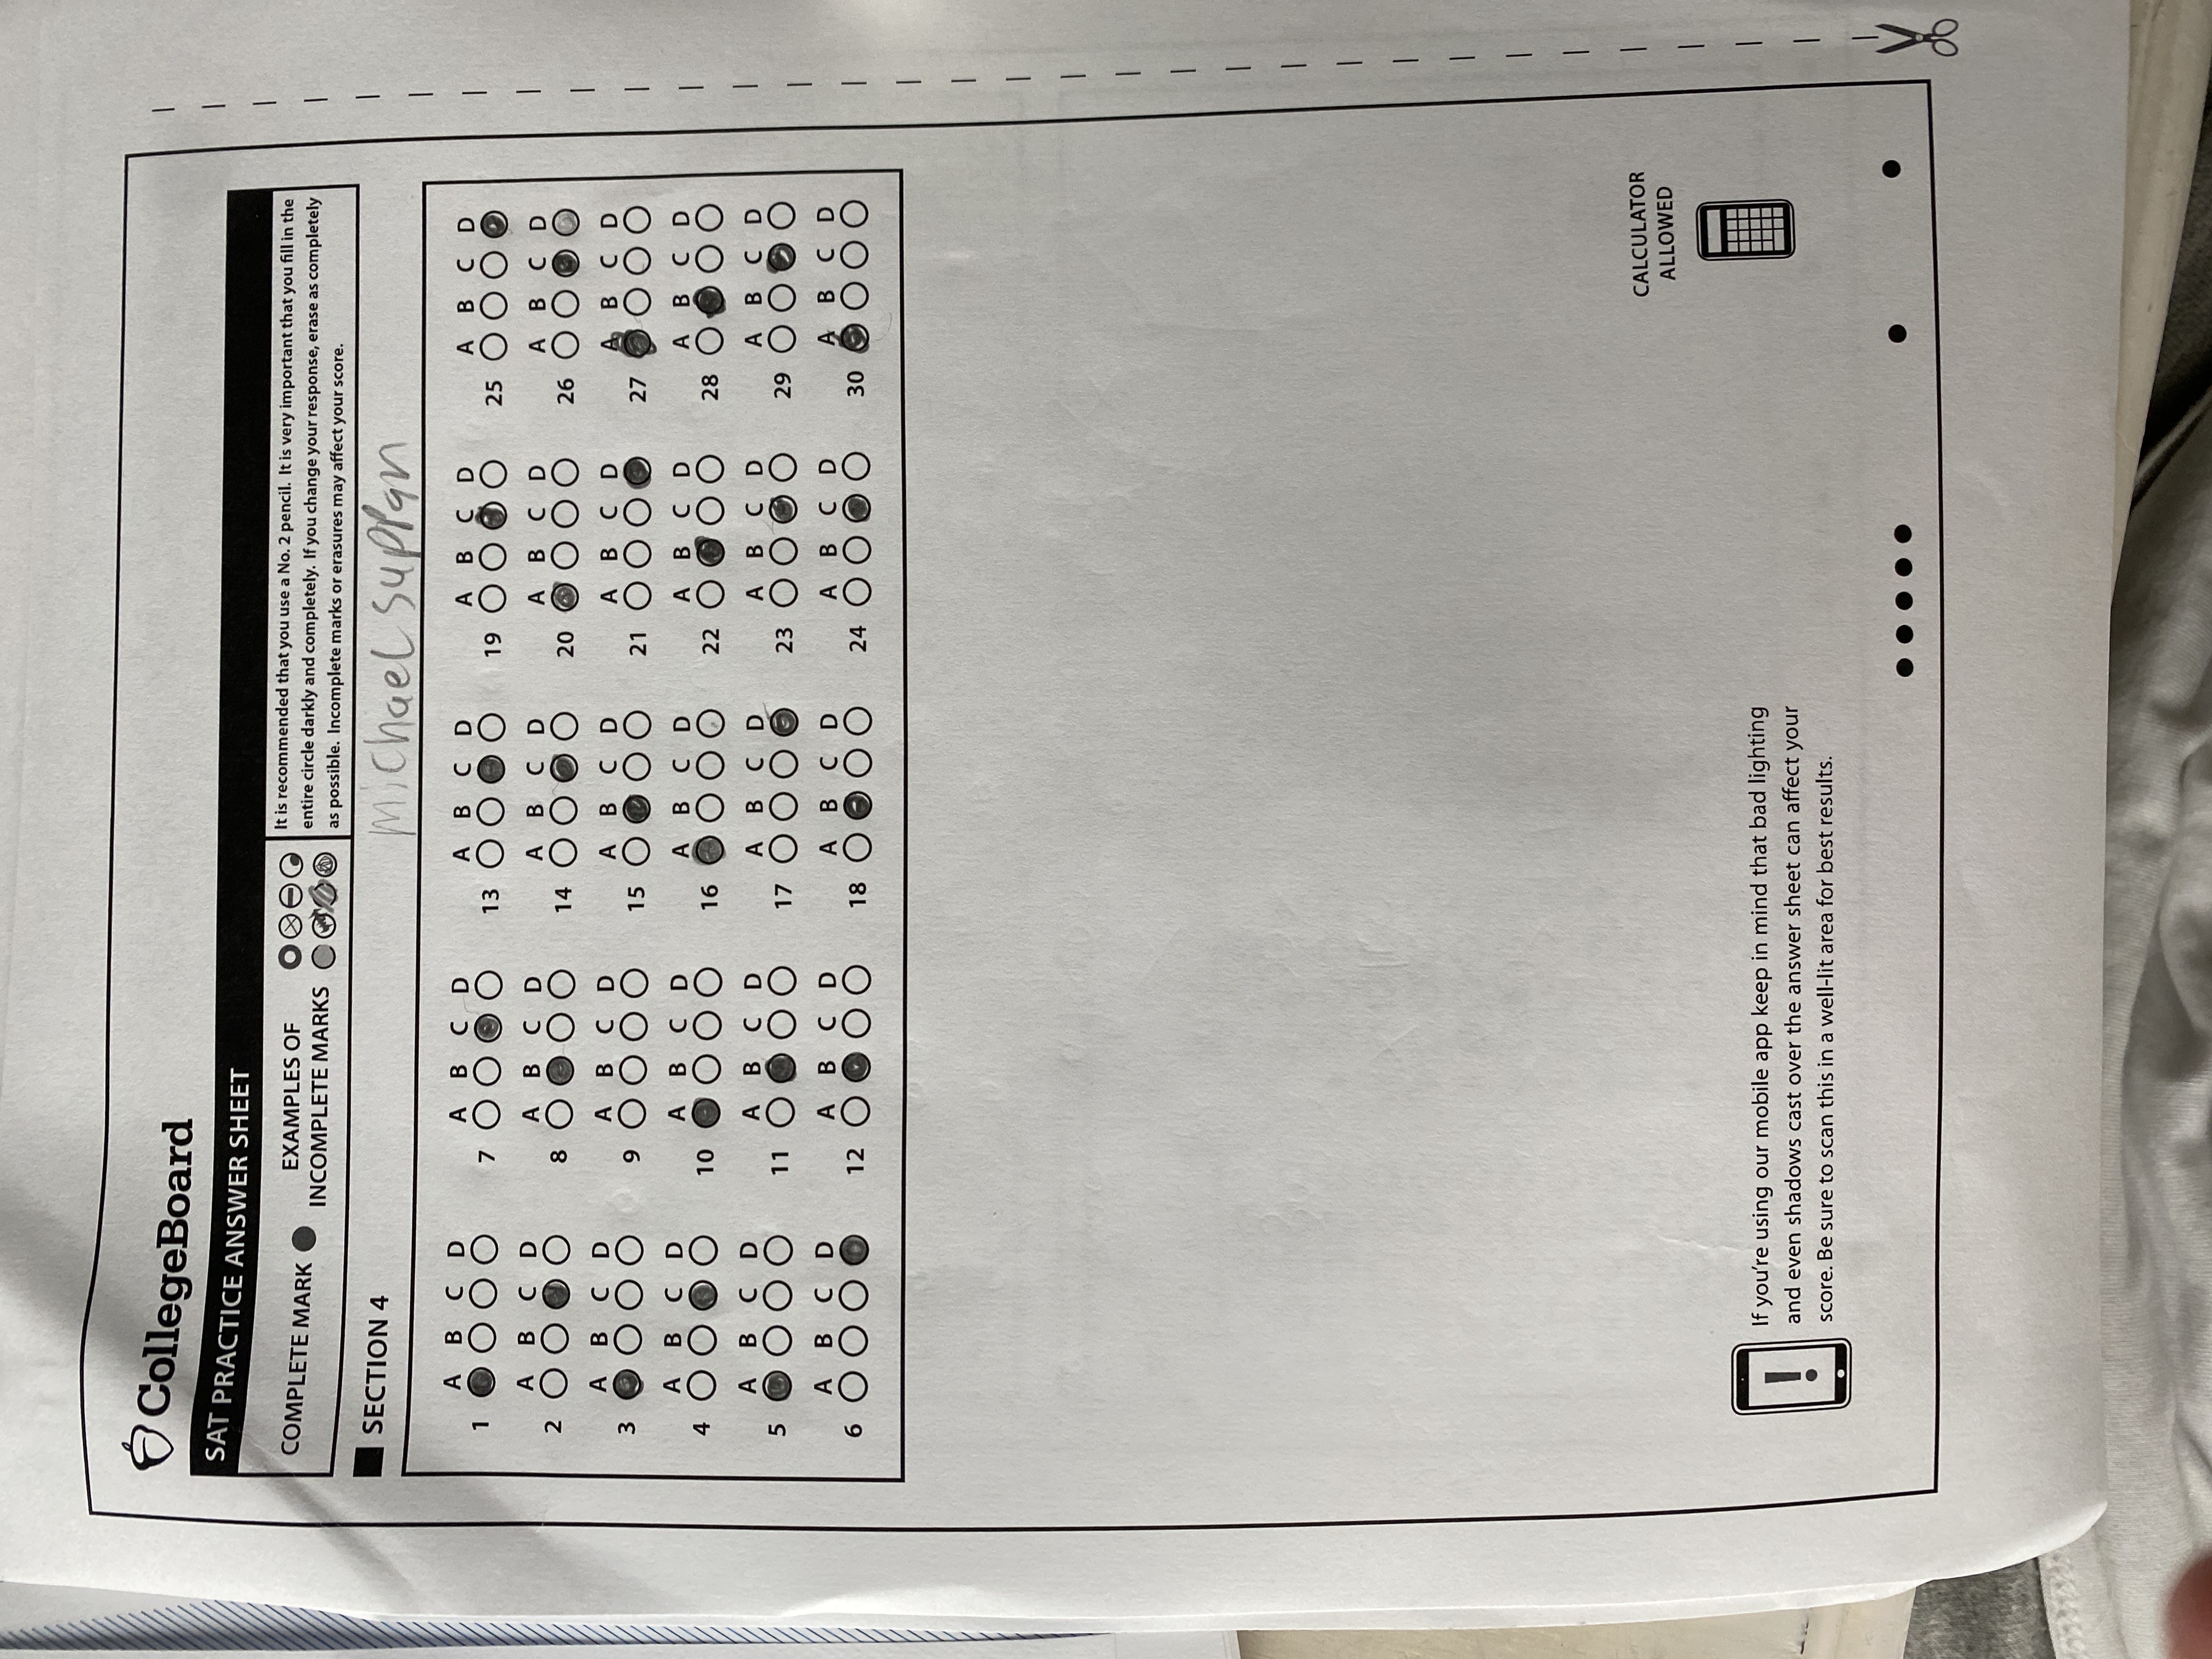 CollegeBoard
SAT PRACTICE ANSWER SHEET
COMPLETE MARK
EXAMPLES OF
INCOMPLETE MARKS
It is recommended that you use a No. 2 pencil. It is very important that you fill in the
entire circle darkly and completely. If you change your response, erase as completely
as possible. Incomplete marks or erasures may affect your score.
SECTION 4
Michael Supplan
A B C D
1
A B C D
2
A B C D
3
A B C D
4
A B C D
5
A B C D
6
A B C D
7
A B C D
8
A B C D
9
A B C D
10
A B C D
11
A B C D
12
A B C D
13
A B C D
14
A B C D
15
A B C D
16
A B C D
17
A B C D
18
A B C D
19
A B C D
20
A B C D
21
A B C D
22
A B C D
23
A B C D
24
A B C D
25
A B C D
26
A B C D
27
A B C D
28
A B C D
29
A B C D
30
CALCULATOR
ALLOWED
If you're using our mobile app keep in mind that bad lighting
and even shadows cast over the answer sheet can affect your
score. Be sure to scan this in a well-lit area for best results.